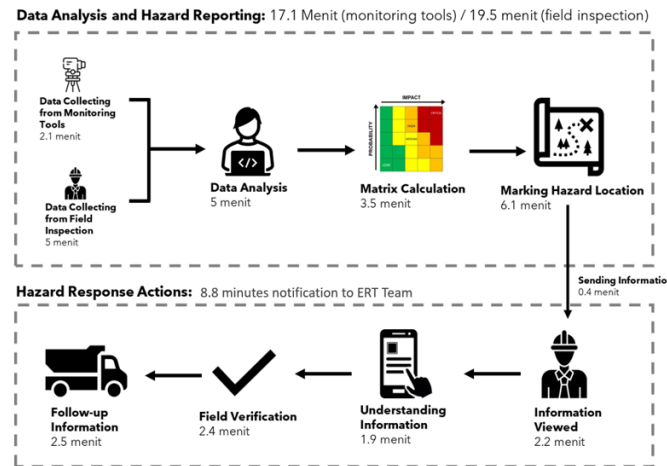 Data Analysis and Hazard Reporting: 17.1 Menit (monitoring tools) / 19.5 menit (field inspection)
Data Collecting
from Monitoring
Tools
2.1 menit
Data Collecting
from Field
Inspection
5 menit
Data Analysis
5 menit
IMPACT
PROBABILITY
Matrix Calculation
3.5 menit
Marking Hazard Location
6.1 menit
Sending Informatio
0.4 menit
Hazard Response Actions: 8.8 minutes notification to ERT Team
Follow-up
Information
2.5 menit
Field Verification
2.4 menit
Understanding
Information
1.9 menit
Information
Viewed
2.2 menit